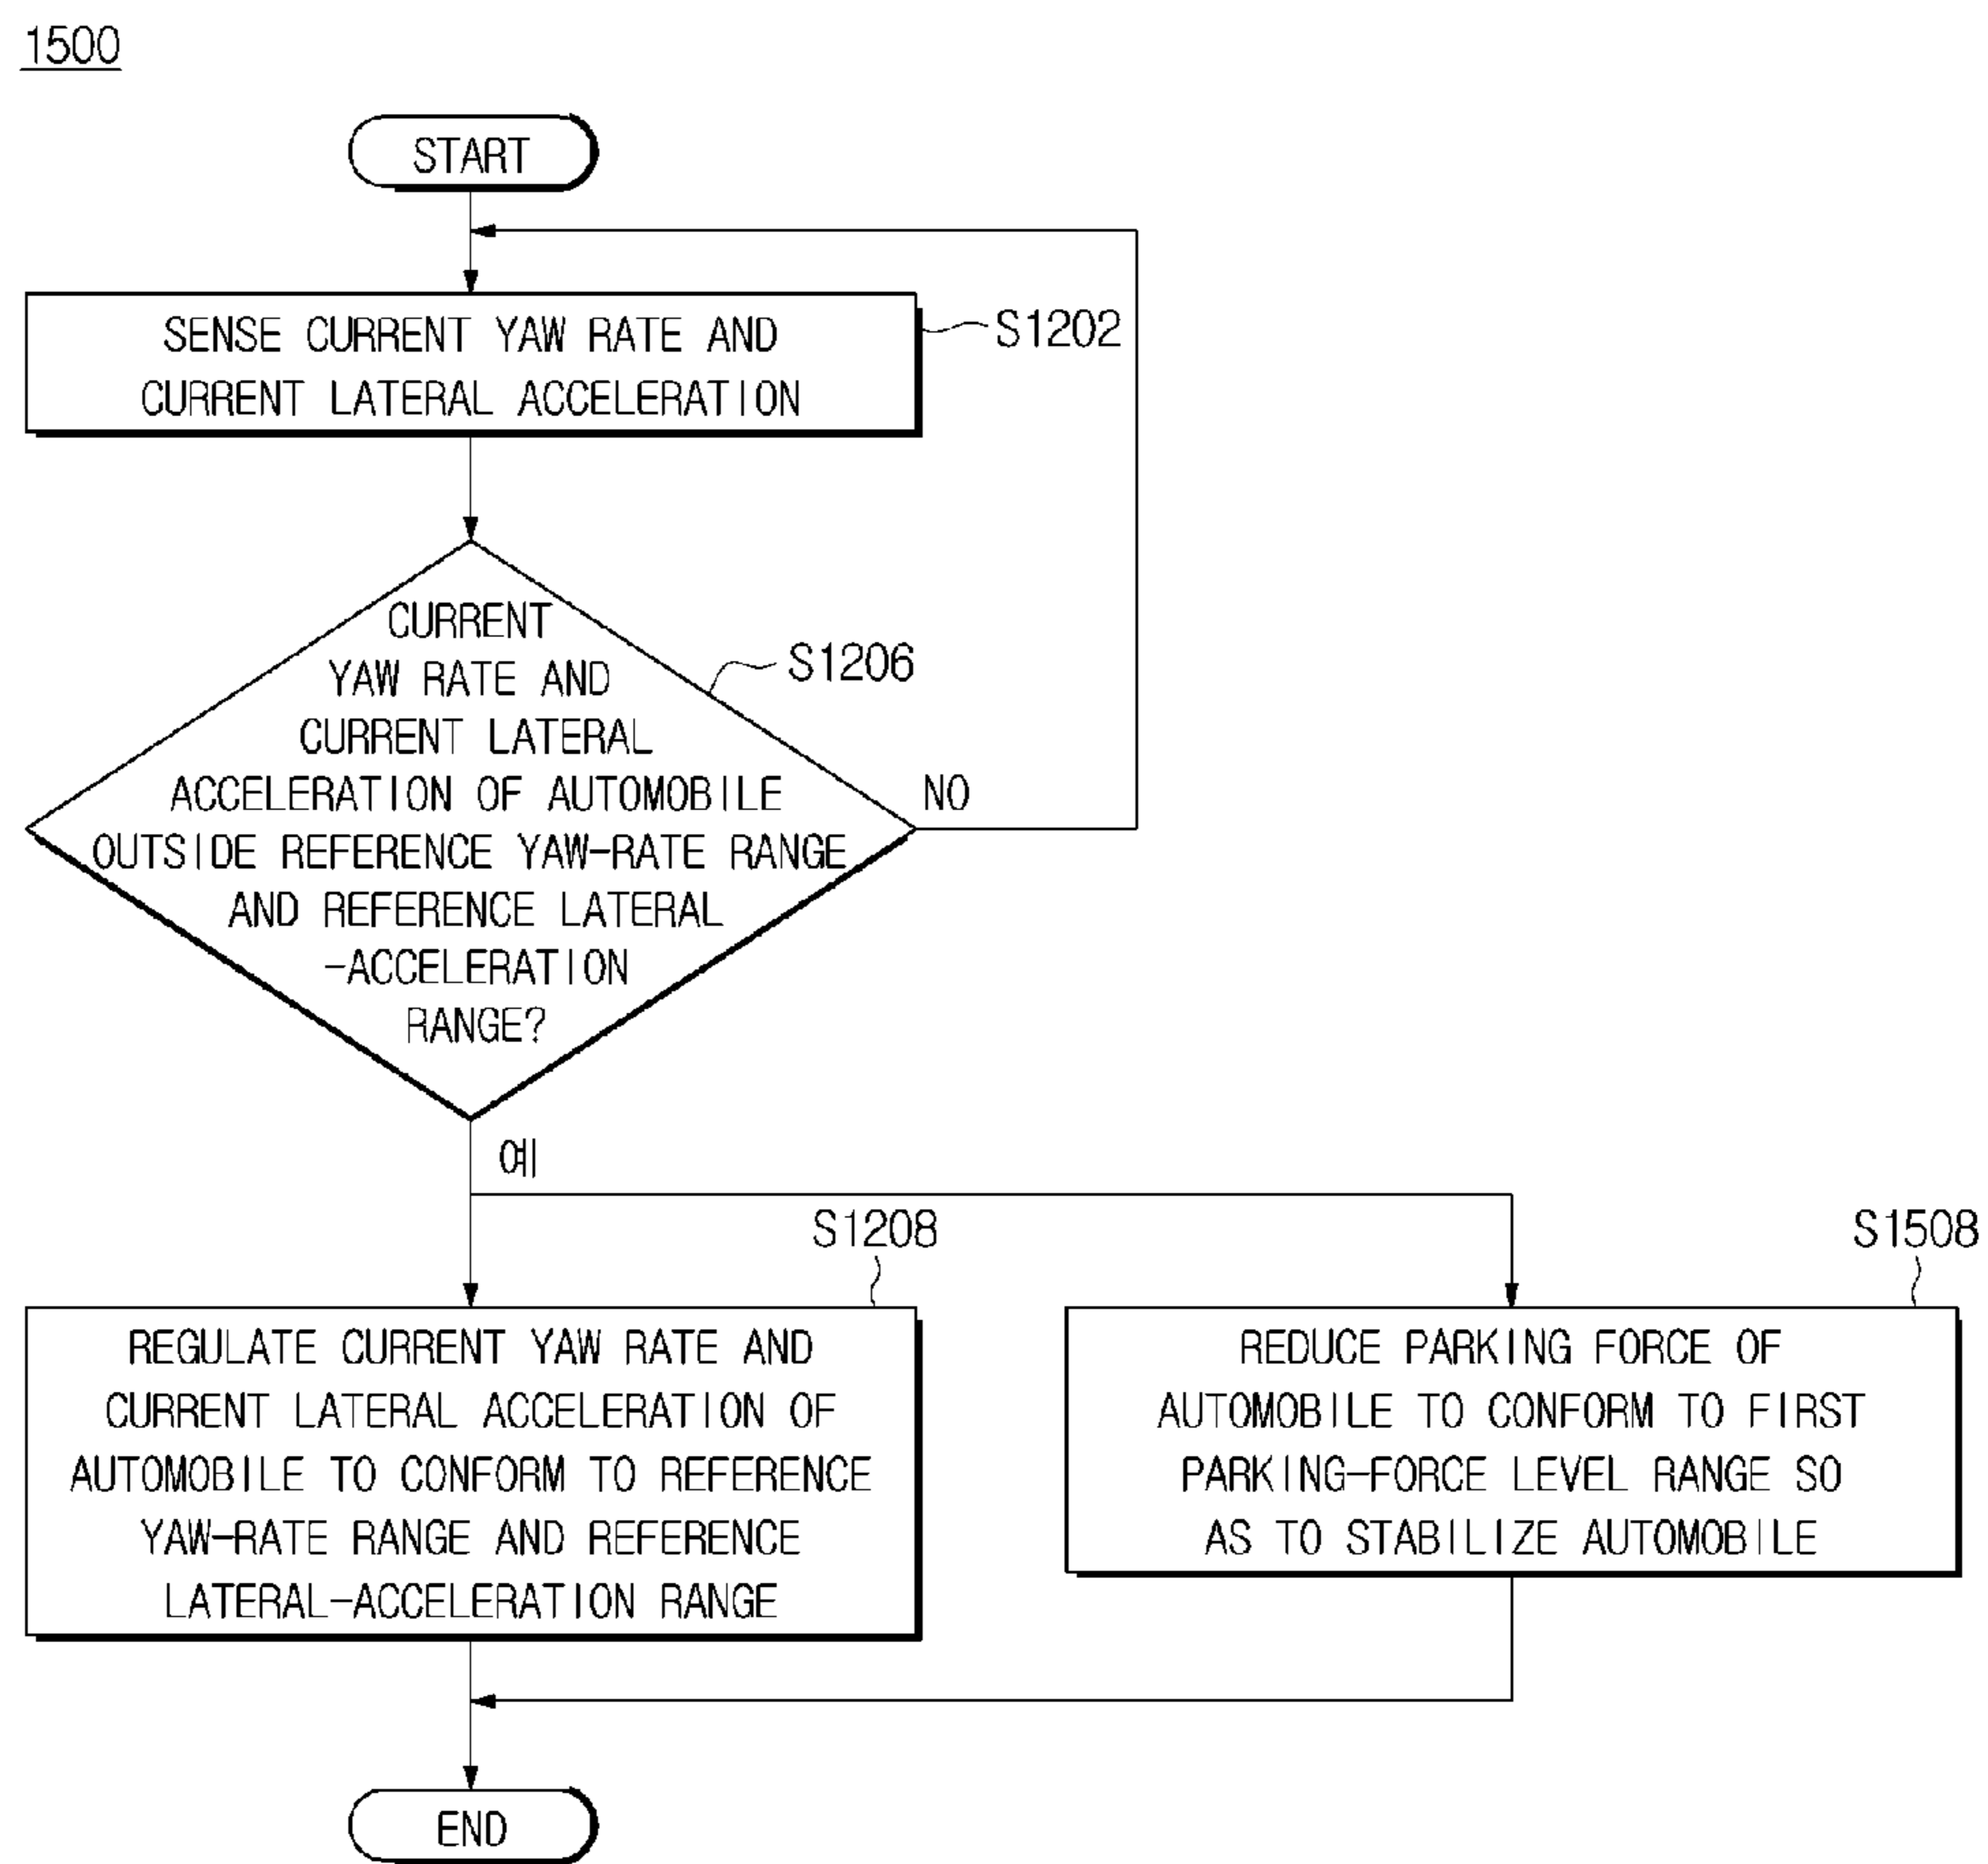 1500
START
SENSE CURRENT YAW RATE AND
CURRENT LATERAL ACCELERATION
S1202
CURRENT
YAW RATE AND
CURRENT LATERAL
ACCELERATION OF AUTOMOBILE
OUTSIDE REFERENCE YAW-RATE RANGE
AND REFERENCE LATERAL
-ACCELERATION
RANGE?
S1206
NO
예
S1208
REGULATE CURRENT YAW RATE AND
CURRENT LATERAL ACCELERATION OF
AUTOMOBILE TO CONFORM TO REFERENCE
YAW-RATE RANGE AND REFERENCE
LATERAL-ACCELERATION RANGE
S1508
REDUCE PARKING FORCE OF
AUTOMOBILE TO CONFORM TO FIRST
PARKING-FORCE LEVEL RANGE SO
AS TO STABILIZE AUTOMOBILE
END